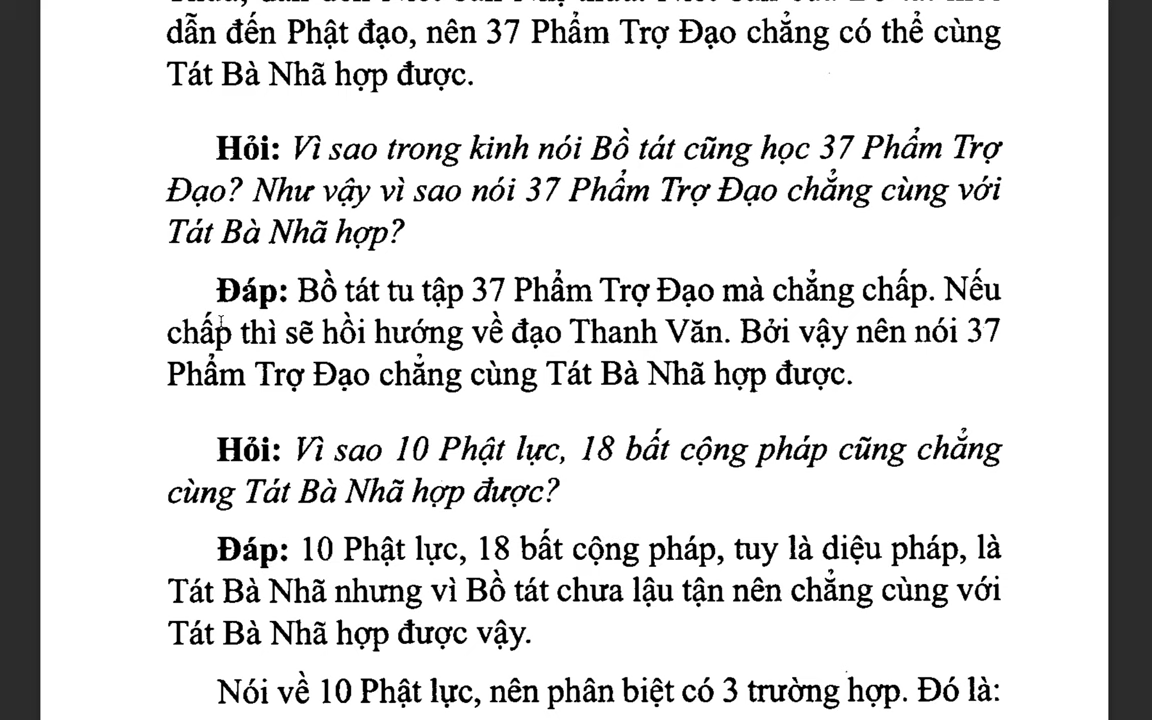 dẫn đến Phật đạo, nên 37 Phẩm Trợ Đạo chẳng có thể cùng
Tát Bà Nhã hợp được.
Hỏi: Vì sao trong kinh nói Bồ tát cũng học 37 Phẩm Trợ
Đạo? Như vậy vì sao nói 37 Phẩm Trợ Đạo chẳng cùng với
Tát Bà Nhã hợp?
Đáp: Bồ tát tu tập 37 Phẩm Trợ Đạo mà chẳng chấp. Nếu
chấp thì sẽ hồi hướng về đạo Thanh Văn. Bởi vậy nên nói 37
Phẩm Trợ Đạo chẳng cùng Tát Bà Nhã hợp được.
Hỏi: Vì sao 10 Phật lực, 18 bất cộng pháp cũng chẳng
cùng Tát Bà Nhã hợp được?
Đáp: 10 Phật lực, 18 bất cộng pháp, tuy là diệu pháp, là
Tát Bà Nhã nhưng vì Bồ tát chưa lậu tận nên chẳng cùng với
Tát Bà Nhã hợp được vậy.
Nói về 10 Phật lực, nên phân biệt có 3 trường hợp. Đó là: